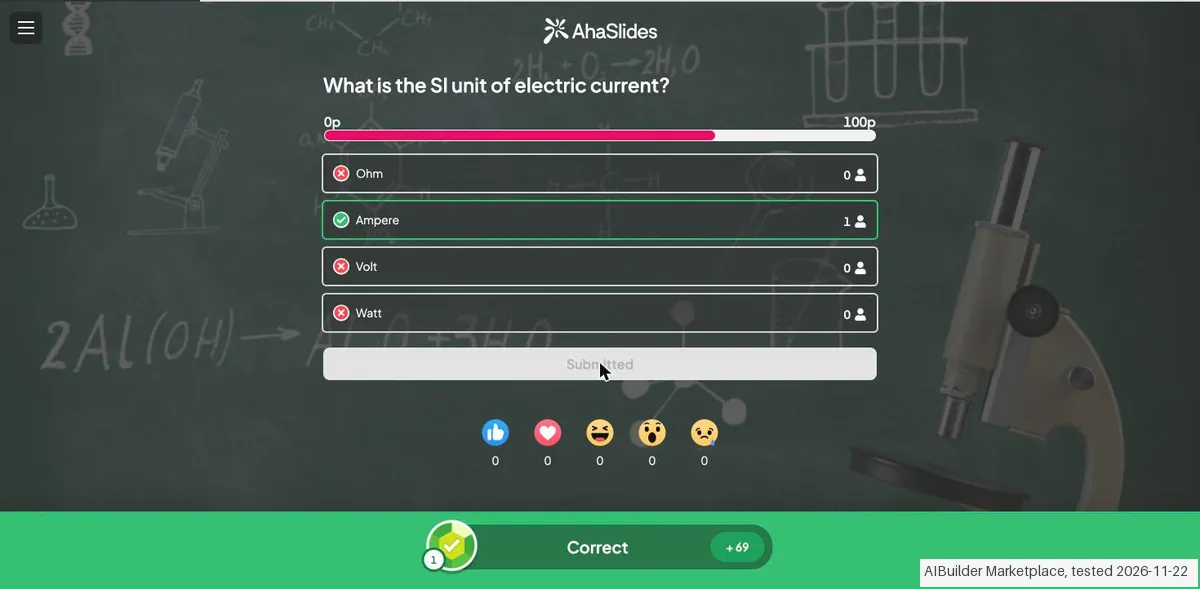 AhaSlides
What is the SI unit of electric current?
0p 100p
Ohm 0
Ampere 1
Volt 0
Watt 0
Submitted
0 0 0 0 0
1 Correct +69
AIBuilder Marketplace, tested 2026-11-22